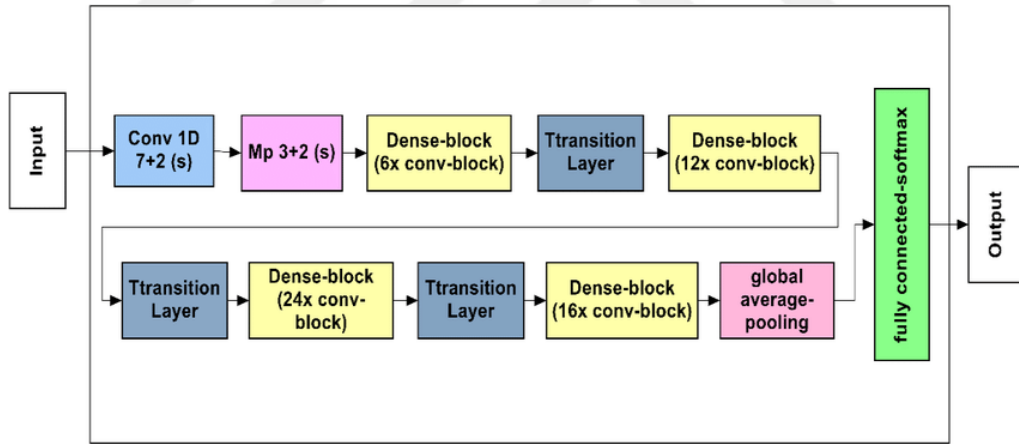 Input
Conv 1D
7+2 (s)
Mp 3+2 (s)
Dense-block
(6x conv-block)
Ttransition
Layer
Dense-block
(12x conv-block)
Ttransition
Layer
Dense-block
(24x conv-
block)
Ttransition
Layer
Dense-block
(16x conv-block)
global
average-
pooling
fully connected-softmax
Output